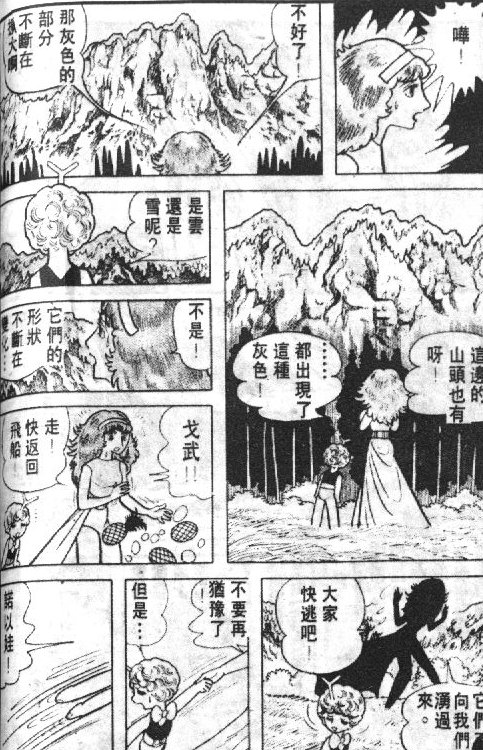 嘩！
不好了！
那灰色的
部分
不斷在
擴大啊
這邊的
山頭也有
呀！
……
都出現了
這種
灰色！
是雲
還是
雪呢？
不是！
它們的
形狀
不斷在
戈武！！
走！
快返回
飛船！
大家
快逃吧！
向我們
湧過
來。
不要再
猶豫了
！
但是……
諾以娃！